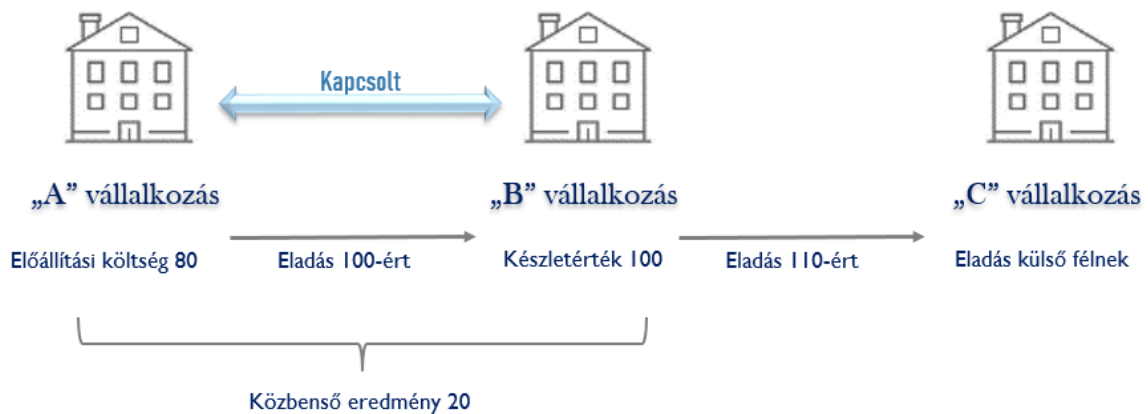 Kapcsolt
„A” vállalkozás
„B” vállalkozás
„C” vállalkozás
Előállítási költség 80
Eladás 100-ért
Készletérték 100
Eladás 110-ért
Eladás külső félnek
Közbenső eredmény 20